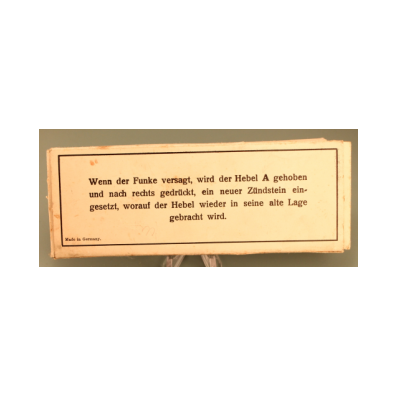 Wenn der Funke versagt, wird der Hebel A gehoben
und nach rechts gedrückt, ein neuer Zündstein ein-
gesetzt, worauf der Hebel wieder in seine alte Lage
gebracht wird.
Made in Germany.